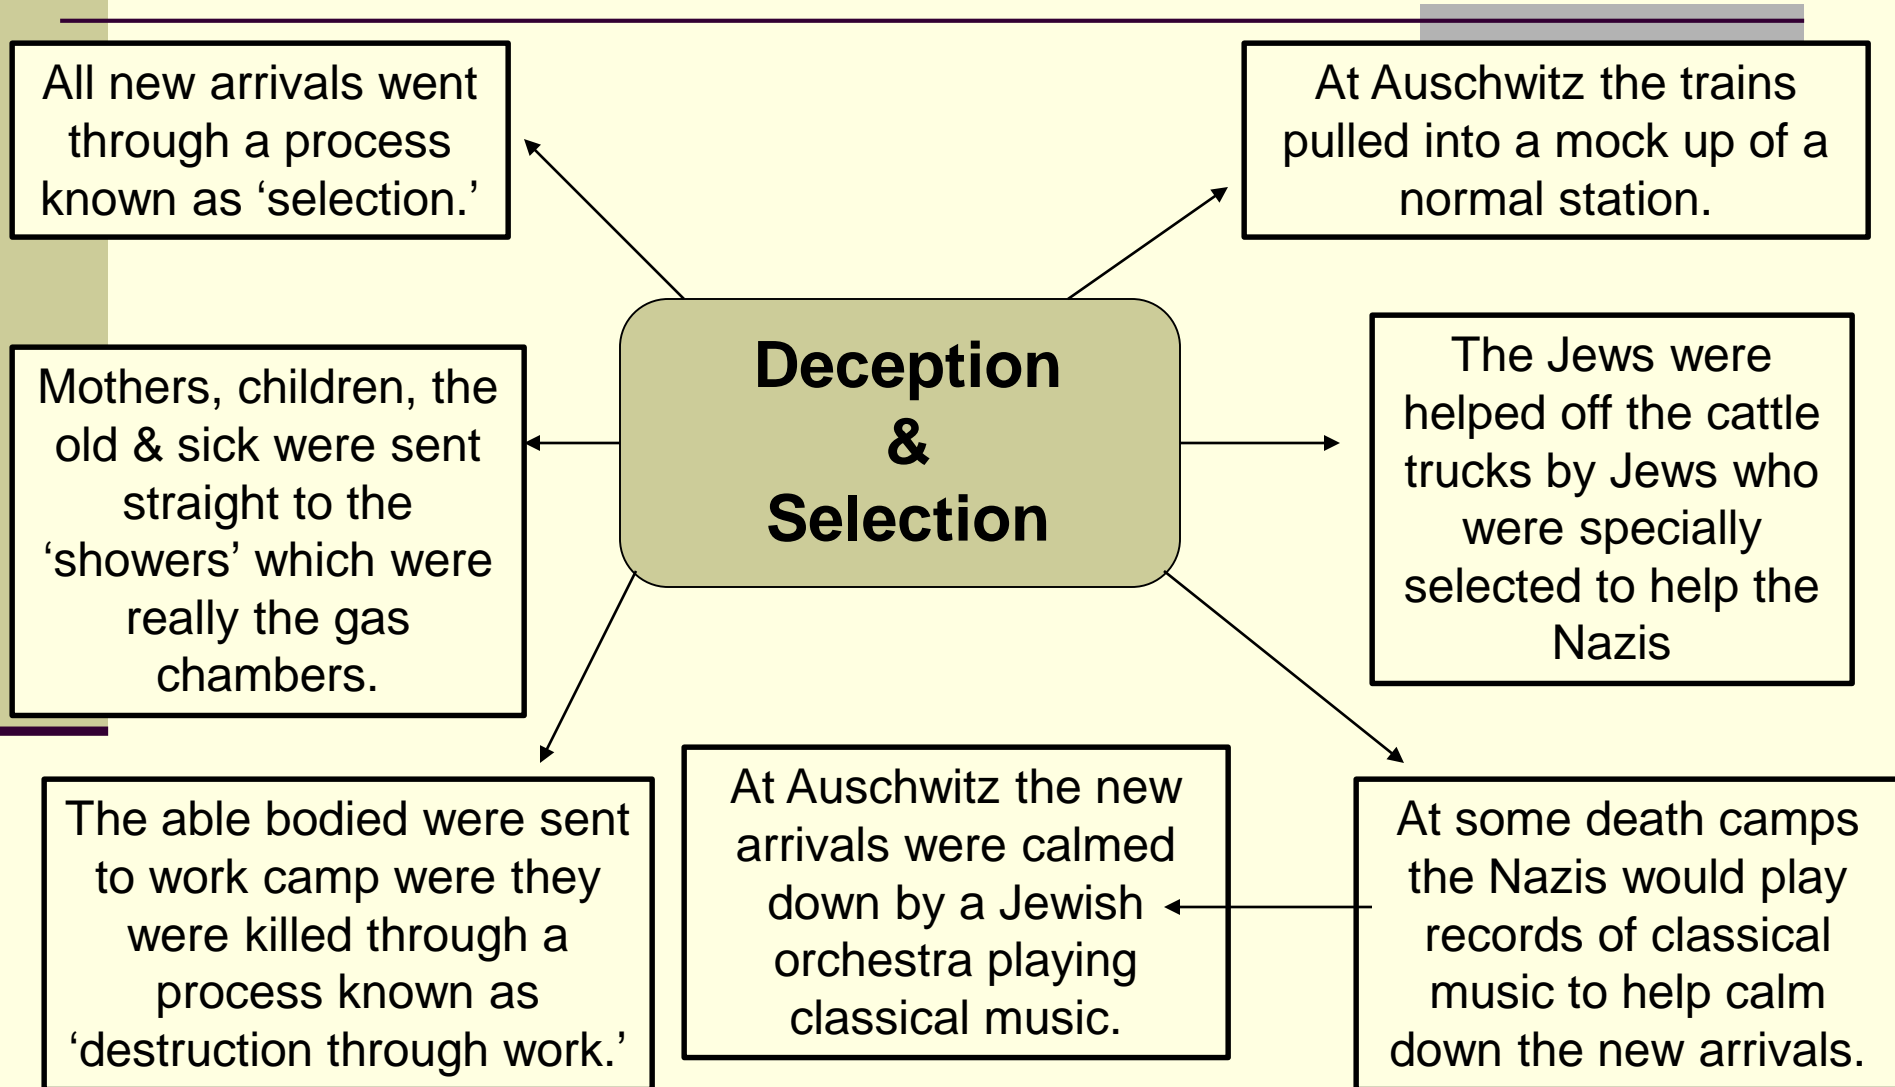 All new arrivals went
through a process
known as ‘selection.’
At Auschwitz the trains
pulled into a mock up of a
normal station.
Deception
&
Selection
Mothers, children, the
old & sick were sent
straight to the
‘showers’ which were
really the gas
chambers.
The Jews were
helped off the cattle
trucks by Jews who
were specially
selected to help the
Nazis
The able bodied were sent
to work camp were they
were killed through a
process known as
‘destruction through work.’
At Auschwitz the new
arrivals were calmed
down by a Jewish
orchestra playing
classical music.
At some death camps
the Nazis would play
records of classical
music to help calm
down the new arrivals.